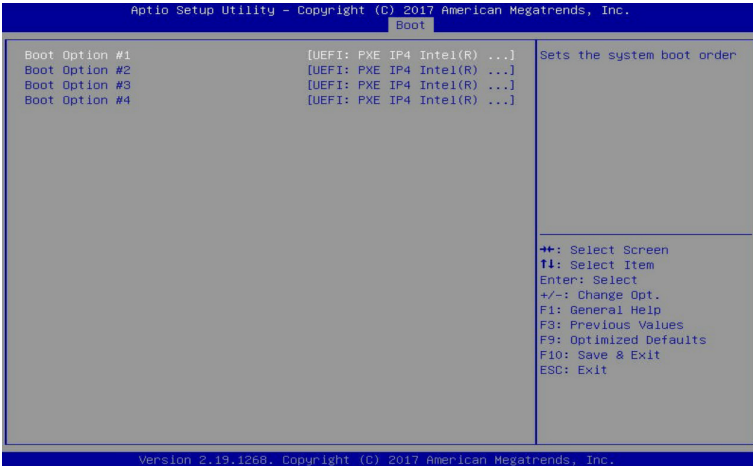 Aptio Setup Utility – Copyright (C) 2017 American Megatrends, Inc.
Boot
Boot Option #1 [UEFI: PXE IP4 Intel(R) ...]
Boot Option #2 [UEFI: PXE IP4 Intel(R) ...]
Boot Option #3 [UEFI: PXE IP4 Intel(R) ...]
Boot Option #4 [UEFI: PXE IP4 Intel(R) ...]
Sets the system boot order
→←: Select Screen
↑↓: Select Item
Enter: Select
+/-: Change Opt.
F1: General Help
F3: Previous Values
F9: Optimized Defaults
F10: Save & Exit
ESC: Exit
Version 2.19.1268. Copyright (C) 2017 American Megatrends, Inc.